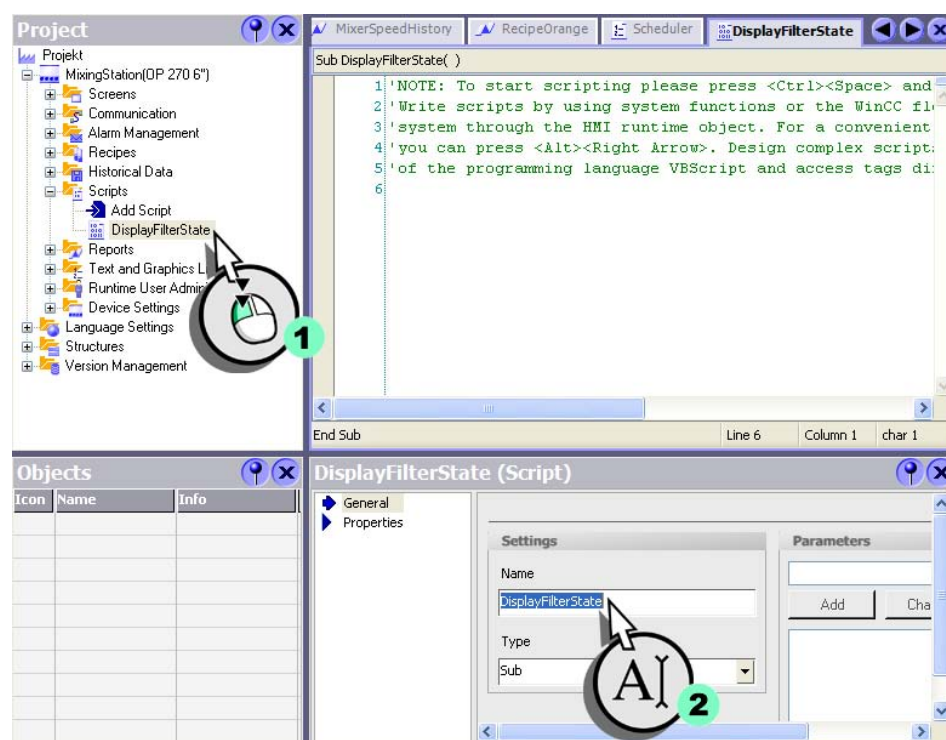 Project
Projekt
MixingStation(OP 270 6")
Screens
Communication
Alarm Management
Recipes
Historical Data
Scripts
Add Script
DisplayFilterState
Reports
Text and Graphics L
Runtime User Admi
Device Settings
Language Settings
Structures
Version Management
1
MixerSpeedHistory
RecipeOrange
Scheduler
DisplayFilterState
Sub DisplayFilterState( )
1 'NOTE: To start scripting please press <Ctrl><Space> and
2 'Write scripts by using system functions or the WinCC fl
3 'system through the HMI runtime object. For a convenient
4 'you can press <Alt><Right Arrow>. Design complex script
5 'of the programming language VBScript and access tags di
6
End Sub
Line 6
Column 1
char 1
Objects
Icon Name Info
DisplayFilterState (Script)
General
Properties
Settings
Name
DisplayFilterState
Type
Sub
Parameters
Add
Cha
A
2